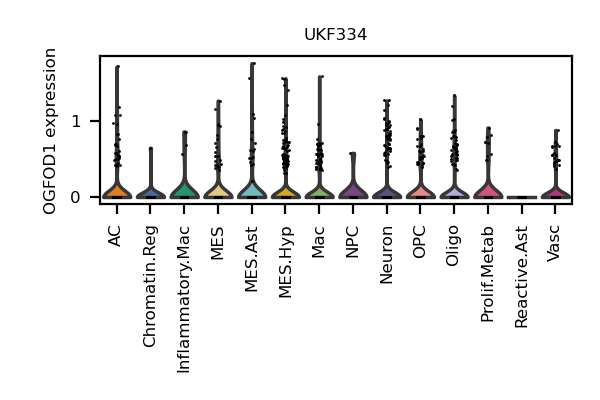 UKF334
OGFOD1 expression
1
0
AC
Chromatin.Reg
Inflammatory.Mac
MES
MES.Ast
MES.Hyp
Mac
NPC
Neuron
OPC
Oligo
Prolif.Metab
Reactive.Ast
Vasc